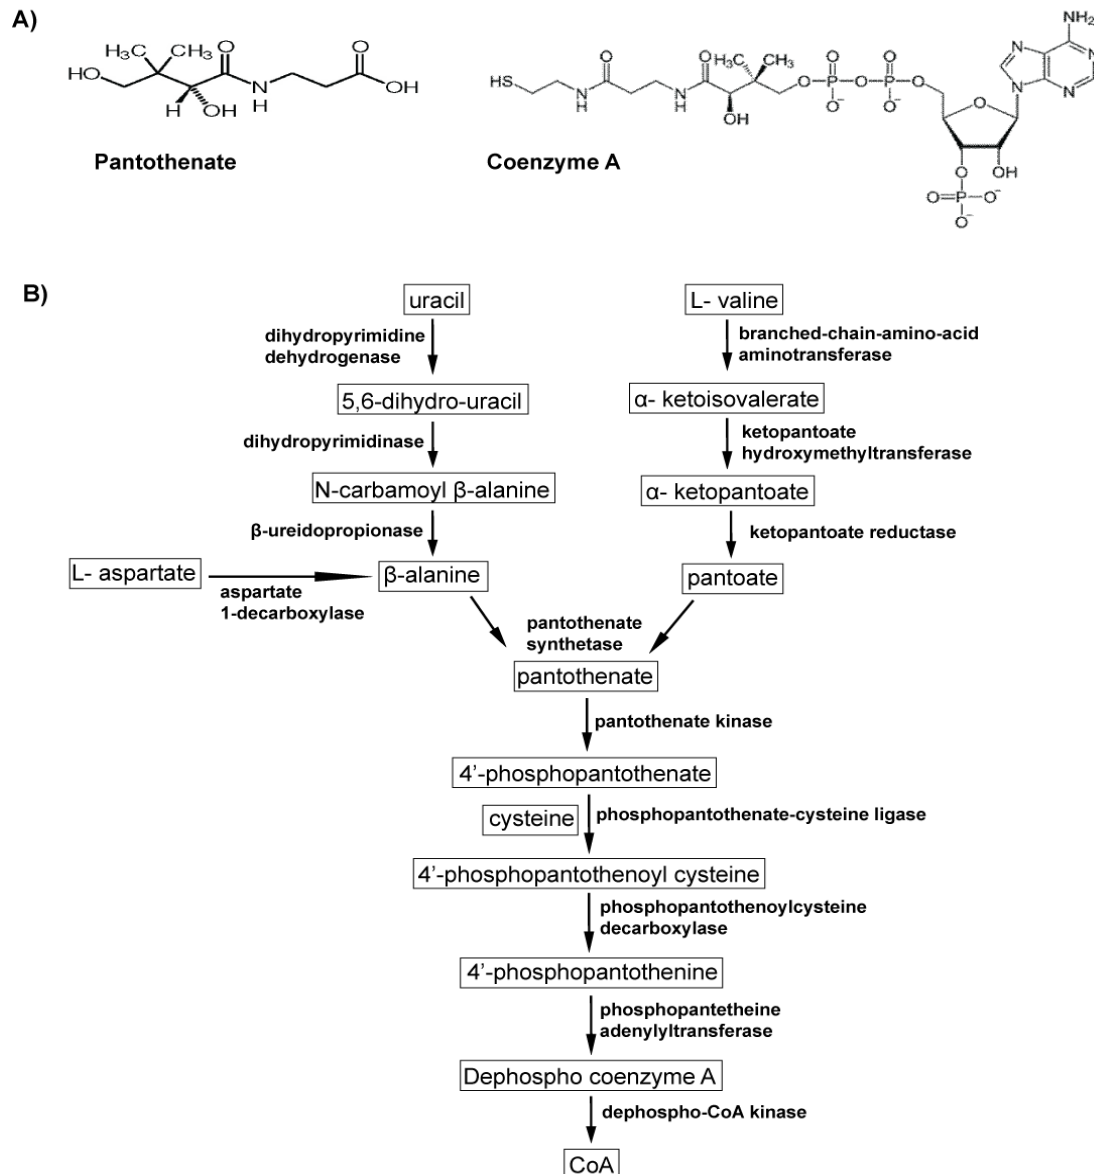 A)
H₃C CH₃ O O
HO
N
H OH H OH
Pantothenate
HS
O
N
H
O
N
H
H₃C CH₃
OH
O
O
P
O⁻
O
O
P
O⁻
O
O
NH₂
N
N
N
N
O
OH
O=P-O⁻
O⁻
Coenzyme A
B)
uracil
L- valine
dihydropyrimidine
dehydrogenase
branched-chain-amino-acid
aminotransferase
5,6-dihydro-uracil
α- ketoisovalerate
dihydropyrimidinase
ketopantoate
hydroxymethyltransferase
N-carbamoyl β-alanine
α- ketopantoate
β-ureidopropionase
ketopantoate reductase
L- aspartate
β-alanine
pantoate
aspartate
1-decarboxylase
pantothenate
synthetase
pantothenate
pantothenate kinase
4’-phosphopantothenate
cysteine
phosphopantothenate-cysteine ligase
4’-phosphopantothenoyl cysteine
phosphopantothenoylcysteine
decarboxylase
4’-phosphopantothenine
phosphopantetheine
adenylyltransferase
Dephospho coenzyme A
dephospho-CoA kinase
CoA